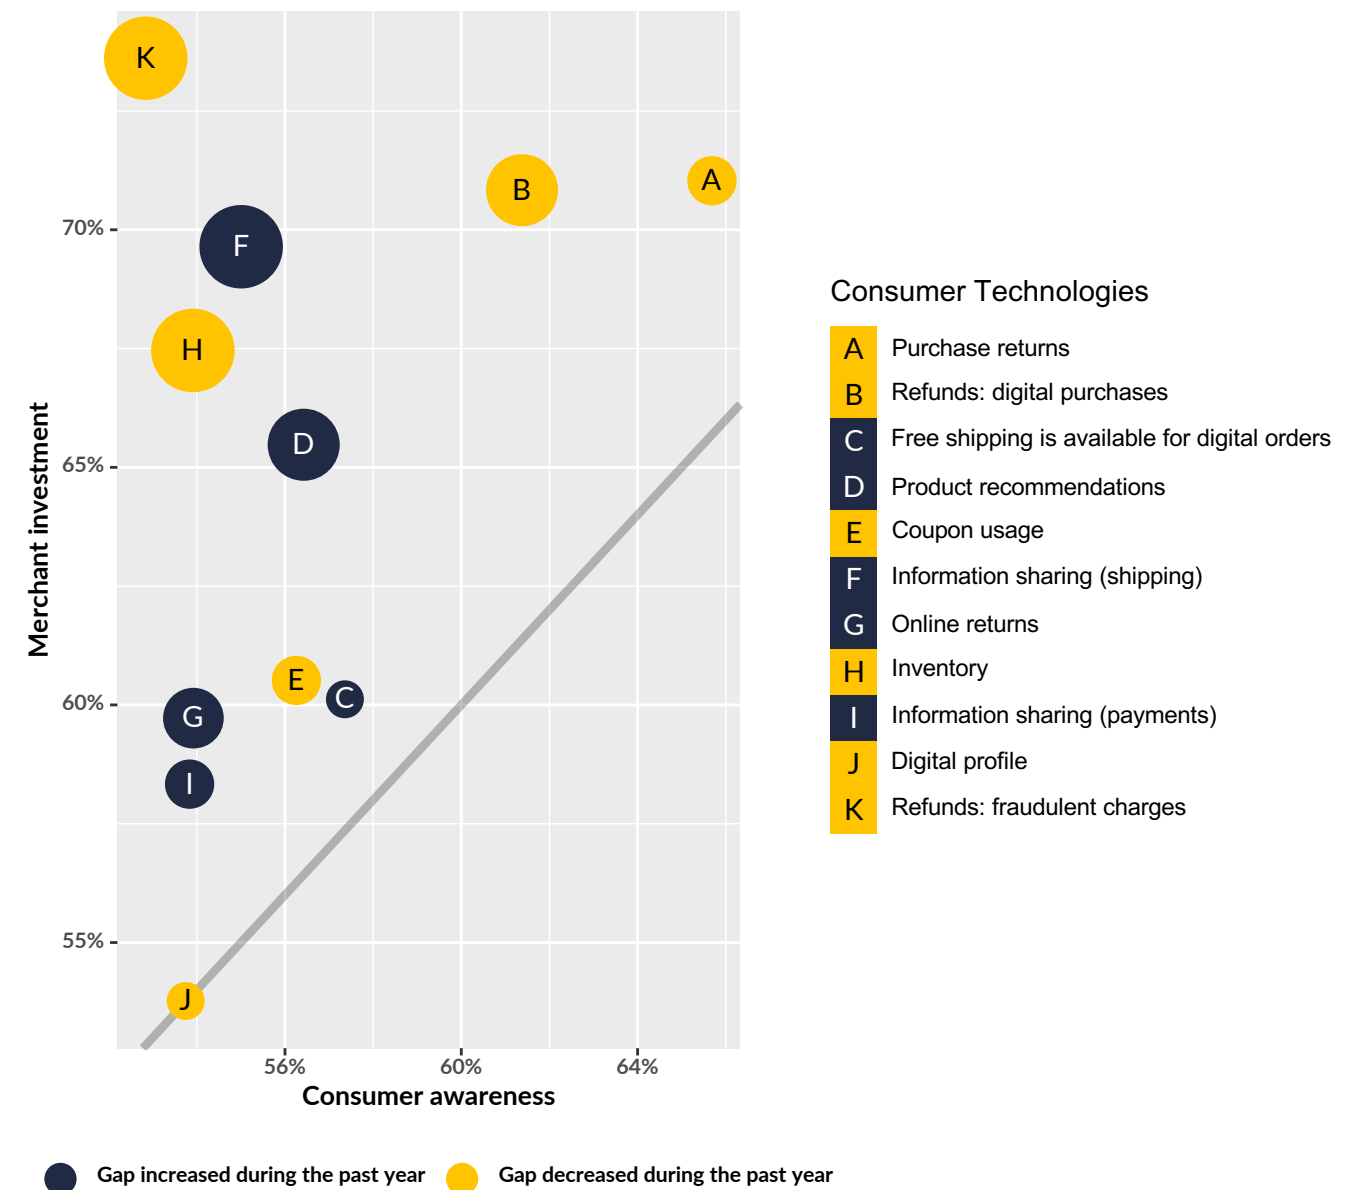 K
B
A
70%
F
H
D
65%
Merchant investment
E
C
60%
G
I
55%
J
56%
60%
64%
Consumer awareness
Consumer Technologies
A Purchase returns
B Refunds: digital purchases
C Free shipping is available for digital orders
D Product recommendations
E Coupon usage
F Information sharing (shipping)
G Online returns
H Inventory
I Information sharing (payments)
J Digital profile
K Refunds: fraudulent charges
Gap increased during the past year
Gap decreased during the past year